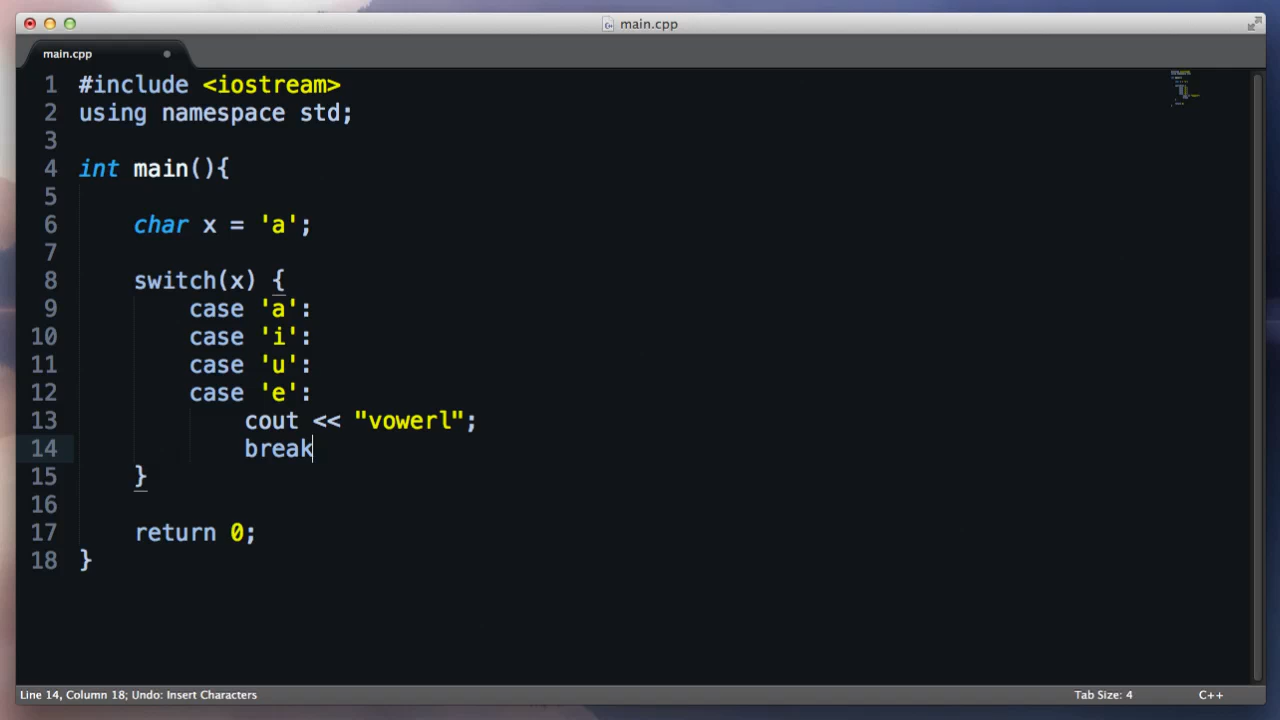 main.cpp
main.cpp
1 #include <iostream>
2 using namespace std;
3
4 int main(){
5
6 char x = 'a';
7
8 switch(x) {
9 case 'a':
10 case 'i':
11 case 'u':
12 case 'e':
13 cout << "vowerl";
14 break
15 }
16
17 return 0;
18 }
Line 14, Column 18; Undo: Insert Characters Tab Size: 4 C++